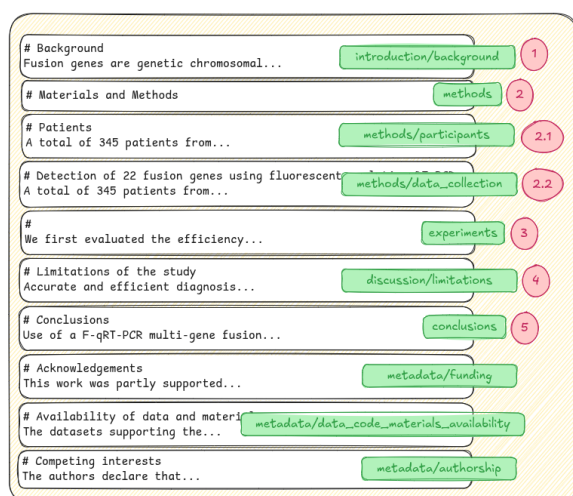 # Background
Fusion genes are genetic chromosomal...
introduction/background
1
# Materials and Methods
methods
2
# Patients
A total of 345 patients from...
methods/participants
2.1
# Detection of 22 fusion genes using fluorescent
A total of 345 patients from...
methods/data_collection
2.2
#
We first evaluated the efficiency...
experiments
3
# Limitations of the study
Accurate and efficient diagnosis...
discussion/limitations
4
# Conclusions
Use of a F-qRT-PCR multi-gene fusion...
conclusions
5
# Acknowledgements
This work was partly supported...
metadata/funding
# Availability of data and
The datasets supporting the...
metadata/data_code_materials_availability
# Competing interests
The authors declare that...
metadata/authorship